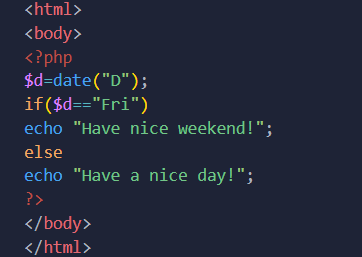 <html>
<body>
<?php
$d=date("D");
if($d=="Fri")
echo "Have nice weekend!";
else
echo "Have a nice day!";
?>
</body>
</html>